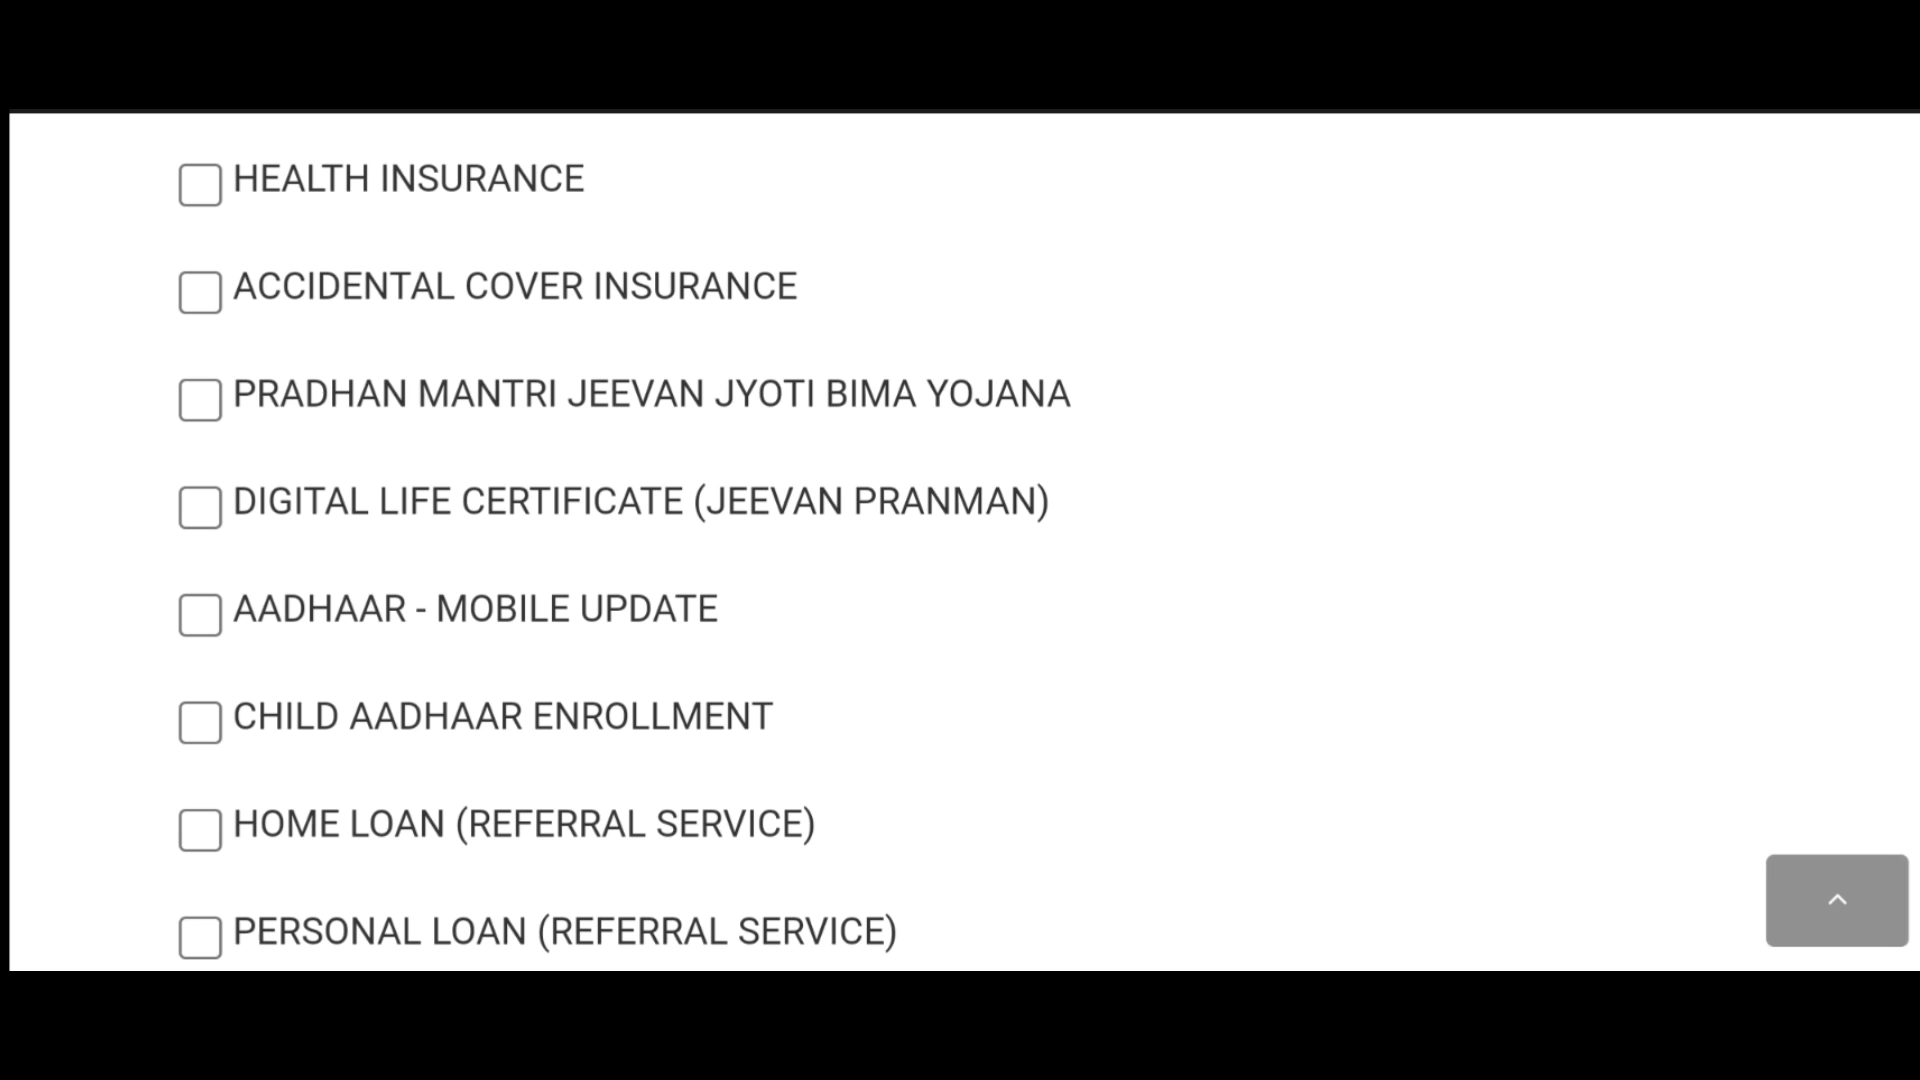 HEALTH INSURANCE
ACCIDENTAL COVER INSURANCE
PRADHAN MANTRI JEEVAN JYOTI BIMA YOJANA
DIGITAL LIFE CERTIFICATE (JEEVAN PRANMAN)
AADHAAR - MOBILE UPDATE
CHILD AADHAAR ENROLLMENT
HOME LOAN (REFERRAL SERVICE)
PERSONAL LOAN (REFERRAL SERVICE)